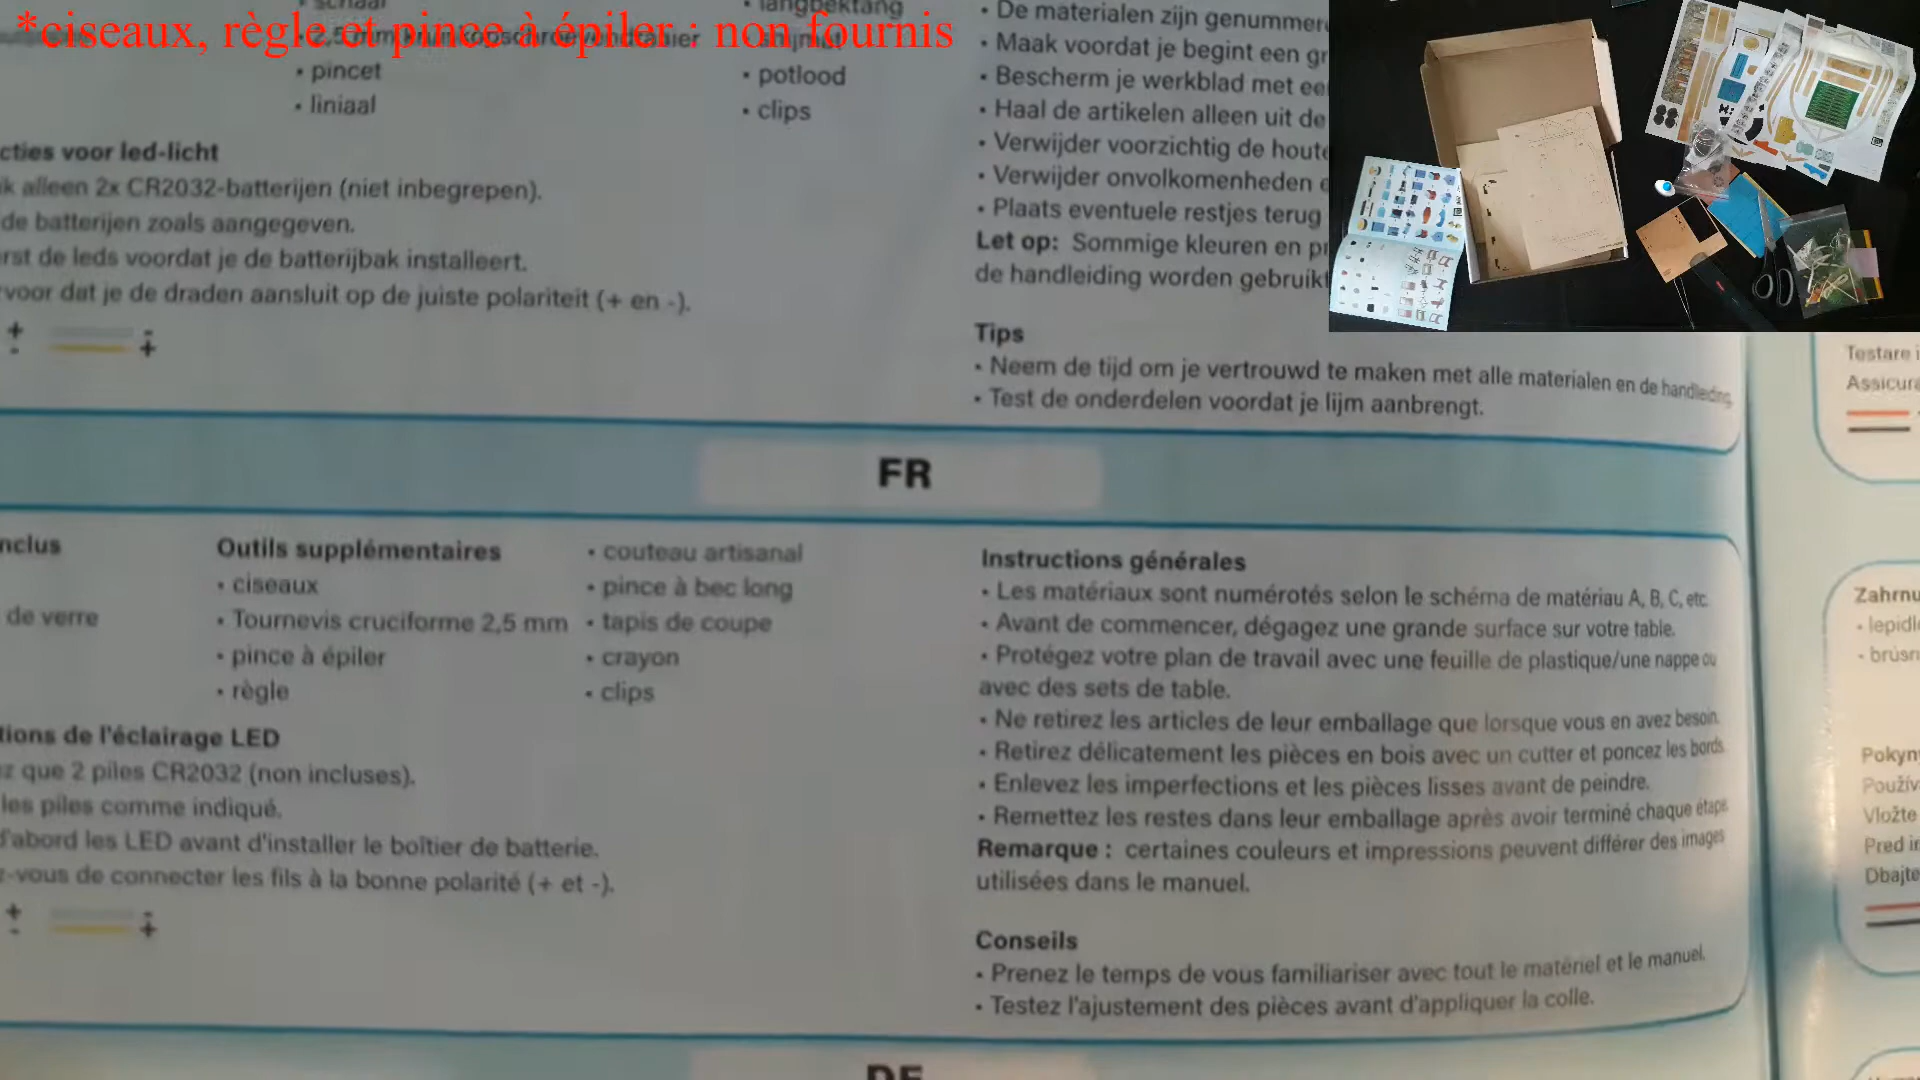 *ciseaux, règle et pince à épiler : non fournis
• pincet
• liniaal
• potlood
• clips
cties voor led-licht
ik alleen 2x CR2032-batterijen (niet inbegrepen).
de batterijen zoals aangegeven.
rst de leds voordat je de batterijbak installeert.
voor dat je de draden aansluit op de juiste polariteit (+ en -).
+ -
- +
• De materialen zijn genummer
• Maak voordat je begint een gr
• Bescherm je werkblad met ee
• Haal de artikelen alleen uit de
• Verwijder voorzichtig de houte
• Verwijder onvolkomenheden e
• Plaats eventuele restjes terug
Let op: Sommige kleuren en pr
de handleiding worden gebruikt
Tips
• Neem de tijd om je vertrouwd te maken met alle materialen en de handleiding.
• Test de onderdelen voordat je lijm aanbrengt.
FR
nclus
de verre
Outils supplémentaires
• ciseaux
• Tournevis cruciforme 2,5 mm
• pince à épiler
• règle
• couteau artisanal
• pince à bec long
• tapis de coupe
• crayon
• clips
tions de l'éclairage LED
z que 2 piles CR2032 (non incluses).
les piles comme indiqué.
d'abord les LED avant d'installer le boîtier de batterie.
z-vous de connecter les fils à la bonne polarité (+ et -).
+ -
- +
Instructions générales
• Les matériaux sont numérotés selon le schéma de matériau A, B, C, etc.
• Avant de commencer, dégagez une grande surface sur votre table.
• Protégez votre plan de travail avec une feuille de plastique/une nappe ou
avec des sets de table.
• Ne retirez les articles de leur emballage que lorsque vous en avez besoin.
• Retirez délicatement les pièces en bois avec un cutter et poncez les bords.
• Enlevez les imperfections et les pièces lisses avant de peindre.
• Remettez les restes dans leur emballage après avoir terminé chaque étape.
Remarque : certaines couleurs et impressions peuvent différer des images
utilisées dans le manuel.
Conseils
• Prenez le temps de vous familiariser avec tout le matériel et le manuel.
• Testez l'ajustement des pièces avant d'appliquer la colle.
DE
Testare i
Assicura
Zahrnu
• lepidl
• brúsn
Pokyn
Použív
Vložte
Pred in
Dbajte